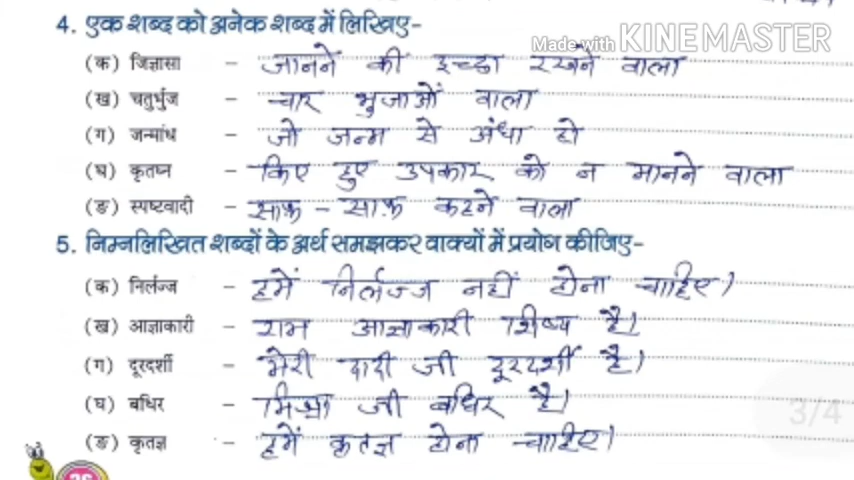 4. एक शब्द को अनेक शब्द में लिखिए-
Made with KINEMASTER
(क) जिज्ञासा - जानने की इच्छा रखने वाला
(ख) चतुर्भुज - चार भुजाओं वाला
(ग) जन्मांध - जो जन्म से अंधा हो
(घ) कृतघ्न - किए हुए उपकार को न मानने वाला
(ङ) स्पष्टवादी - साफ़ - साफ़ कहने वाला
5. निम्नलिखित शब्दों के अर्थ समझकर वाक्यों में प्रयोग कीजिए-
(क) निर्लज्ज - हमें निर्लज्ज नहीं होना चाहिए।
(ख) आज्ञाकारी - राम आज्ञाकारी शिष्य है।
(ग) दूरदर्शी - मेरी दादी जी दूरदर्शी है।
(घ) बधिर - मिश्रा जी बधिर है।
3/4
(ङ) कृतज्ञ - हमें कृतज्ञ होना चाहिए।